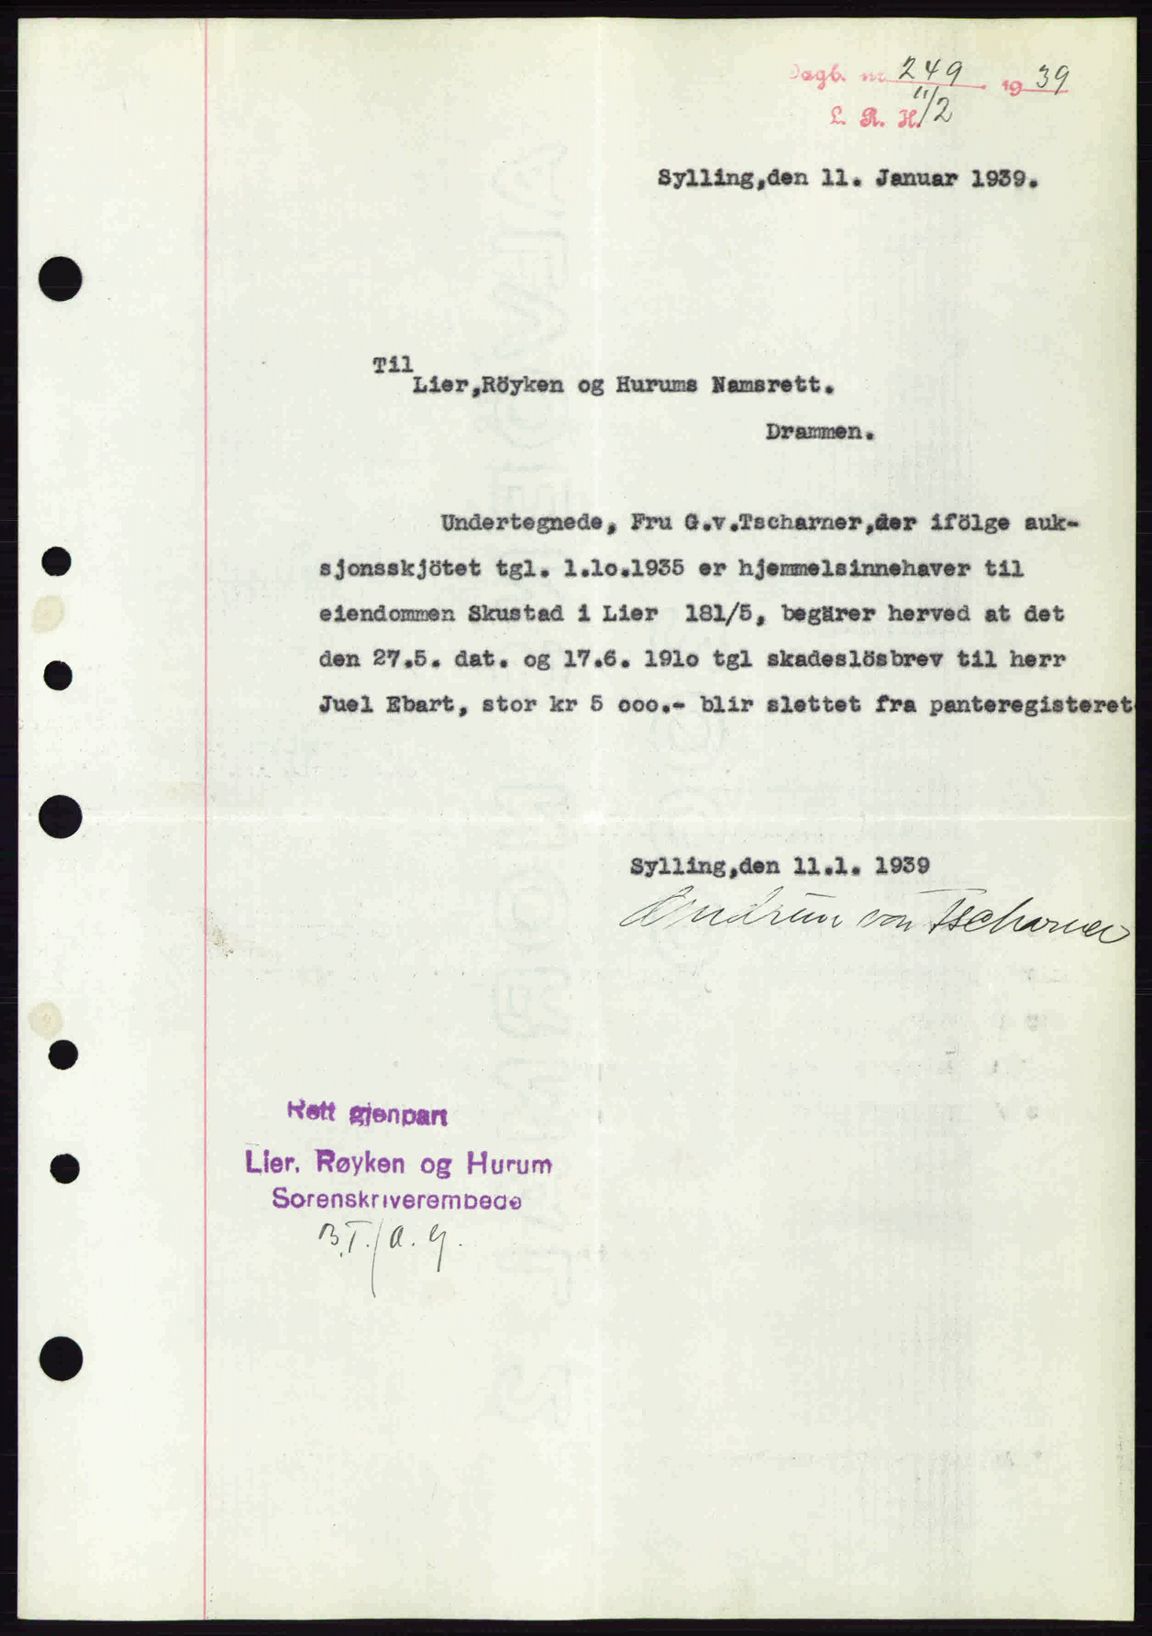 Dagb. nr. 249 1939
L. R. H. 11/2
Sylling,den 11. Januar 1939.
Til
Lier,Röyken og Hurums Namsrett.
Drammen.
Undertegnede, Fru G.v.Tscharner,der ifölge auk-
sjonsskjötet tgl. 1.1o.1935 er hjemmelsinnehaver til
eiendommen Skustad i Lier 181/5, begärer herved at det
den 27.5. dat. og 17.6. 191o tgl skadeslösbrev til herr
Juel Ebart, stor kr 5 ooo.- blir slettet fra panteregisteret
Sylling,den 11.1. 1939
von Tscharner
Rett gjenpart
Lier, Røyken og Hurum
Sorenskriverembede
B.T./a.G.